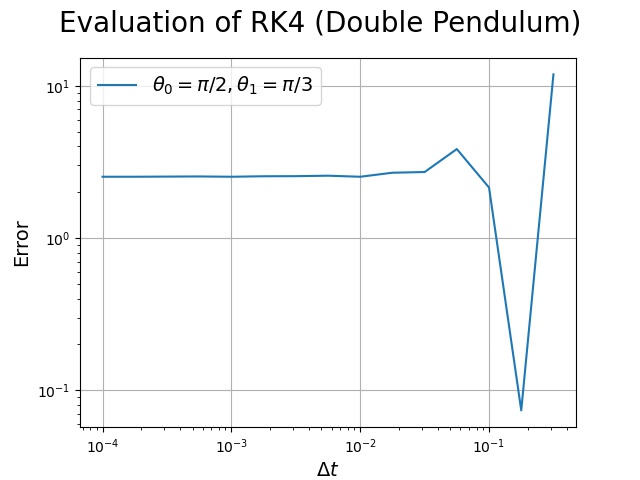 Evaluation of RK4 (Double Pendulum)
θ₀ = π/2, θ₁ = π/3
10¹
10⁰
10⁻¹
Error
10⁻⁴ 10⁻³ 10⁻² 10⁻¹
Δt